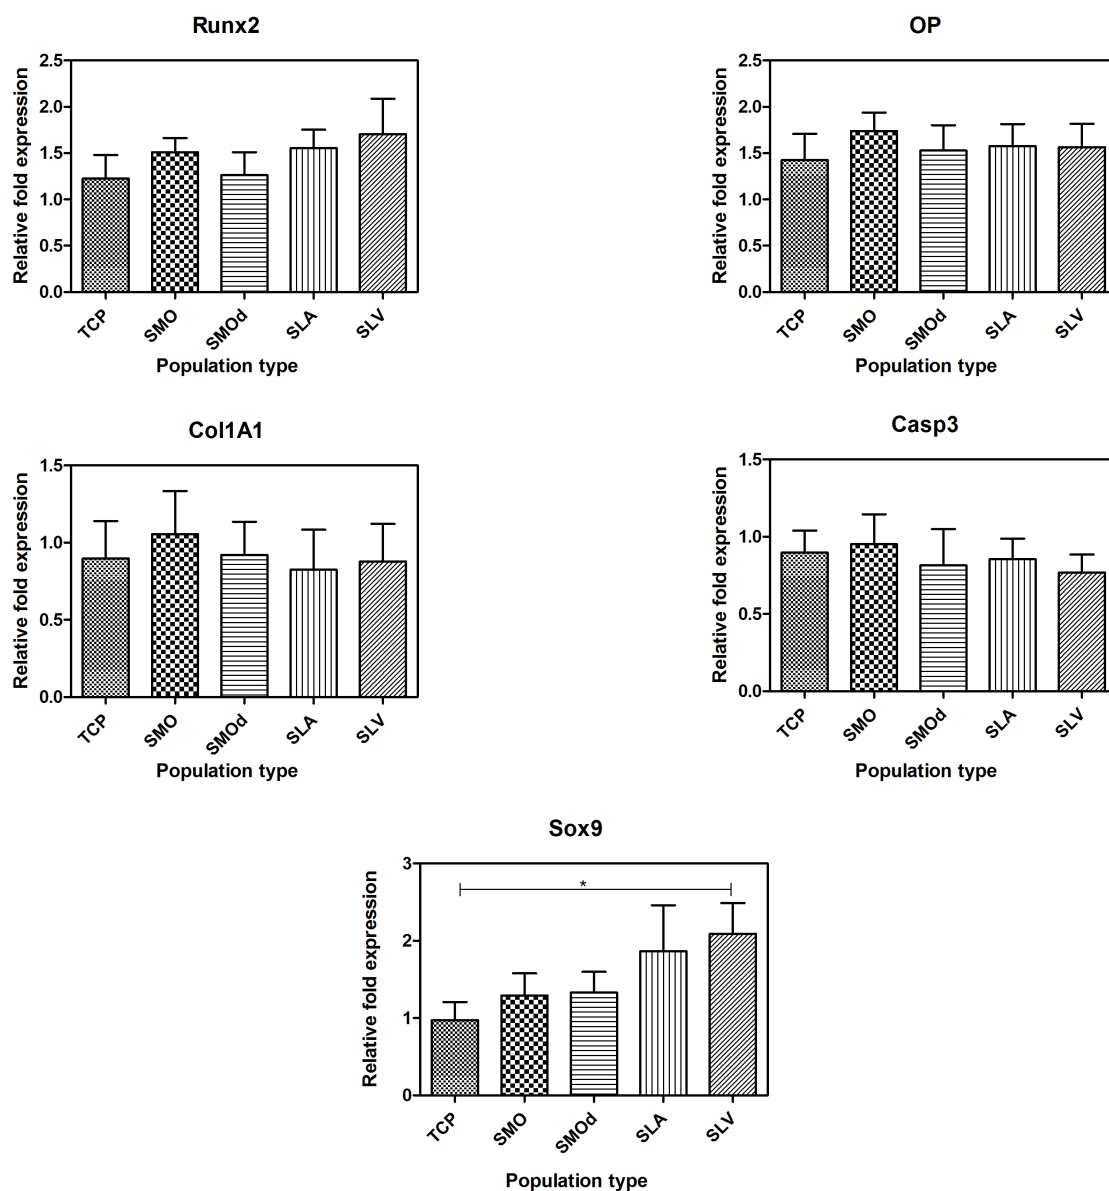 Runx2
Relative fold expression
2.5
2.0
1.5
1.0
0.5
0.0
TCP
SMO
SMOd
SLA
SLV
Population type
OP
Relative fold expression
2.5
2.0
1.5
1.0
0.5
0.0
TCP
SMO
SMOd
SLA
SLV
Population type
Col1A1
Relative fold expression
1.5
1.0
0.5
0.0
TCP
SMO
SMOd
SLA
SLV
Population type
Casp3
Relative fold expression
1.5
1.0
0.5
0.0
TCP
SMO
SMOd
SLA
SLV
Population type
Sox9
Relative fold expression
3
2
1
0
*
TCP
SMO
SMOd
SLA
SLV
Population type